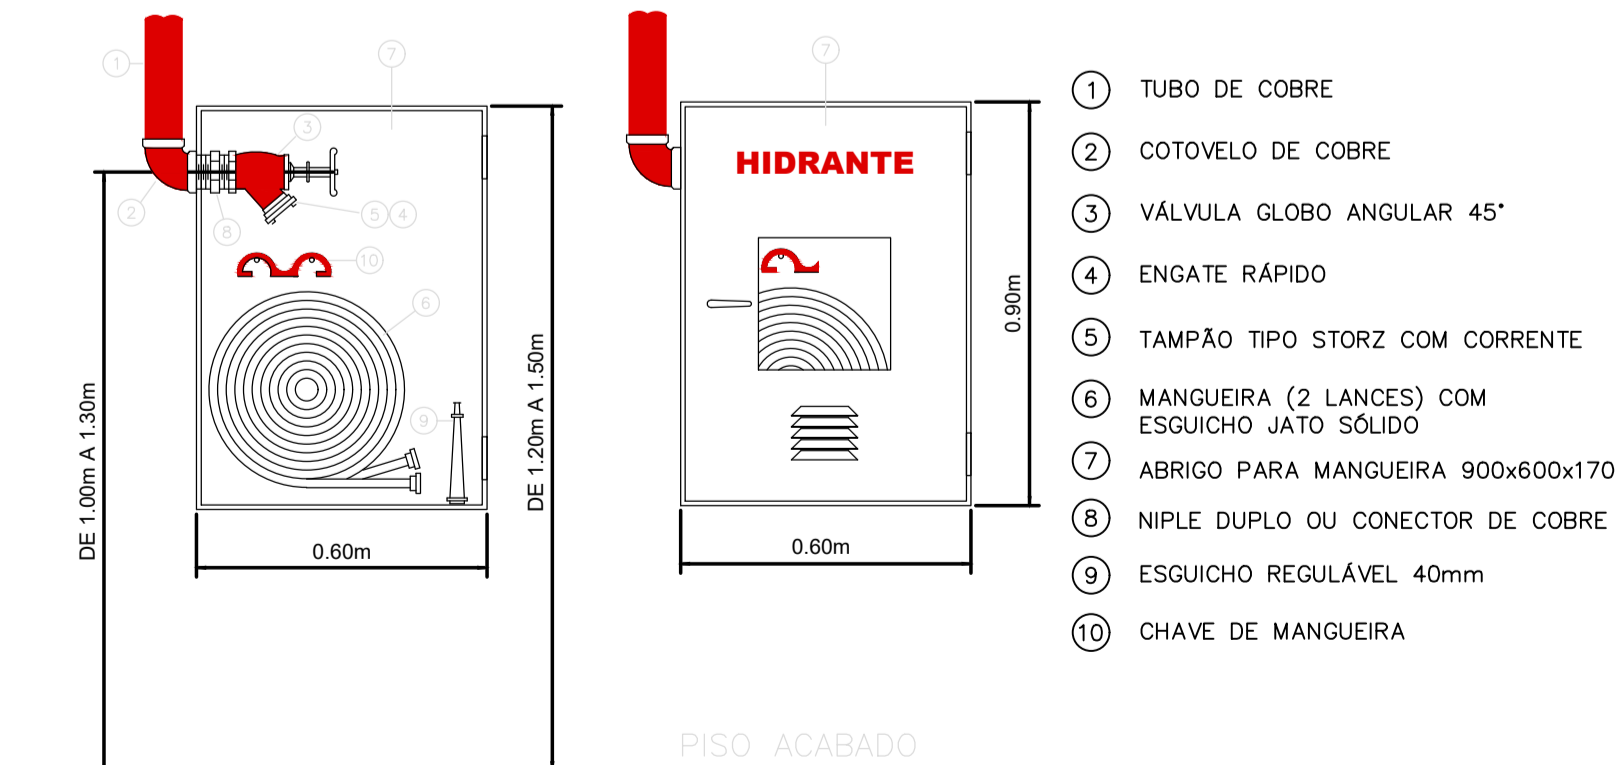 1
7
3
2
8
5
4
10
6
9
DE 1.00m A 1.30m
DE 1.20m A 1.50m
0.60m
7
HIDRANTE
0.90m
0.60m
1 TUBO DE COBRE
2 COTOVELO DE COBRE
3 VÁLVULA GLOBO ANGULAR 45°
4 ENGATE RÁPIDO
5 TAMPÃO TIPO STORZ COM CORRENTE
6 MANGUEIRA (2 LANCES) COM
ESGUICHO JATO SÓLIDO
7 ABRIGO PARA MANGUEIRA 900x600x170
8 NIPLE DUPLO OU CONECTOR DE COBRE
9 ESGUICHO REGULÁVEL 40mm
10 CHAVE DE MANGUEIRA
PISO ACABADO